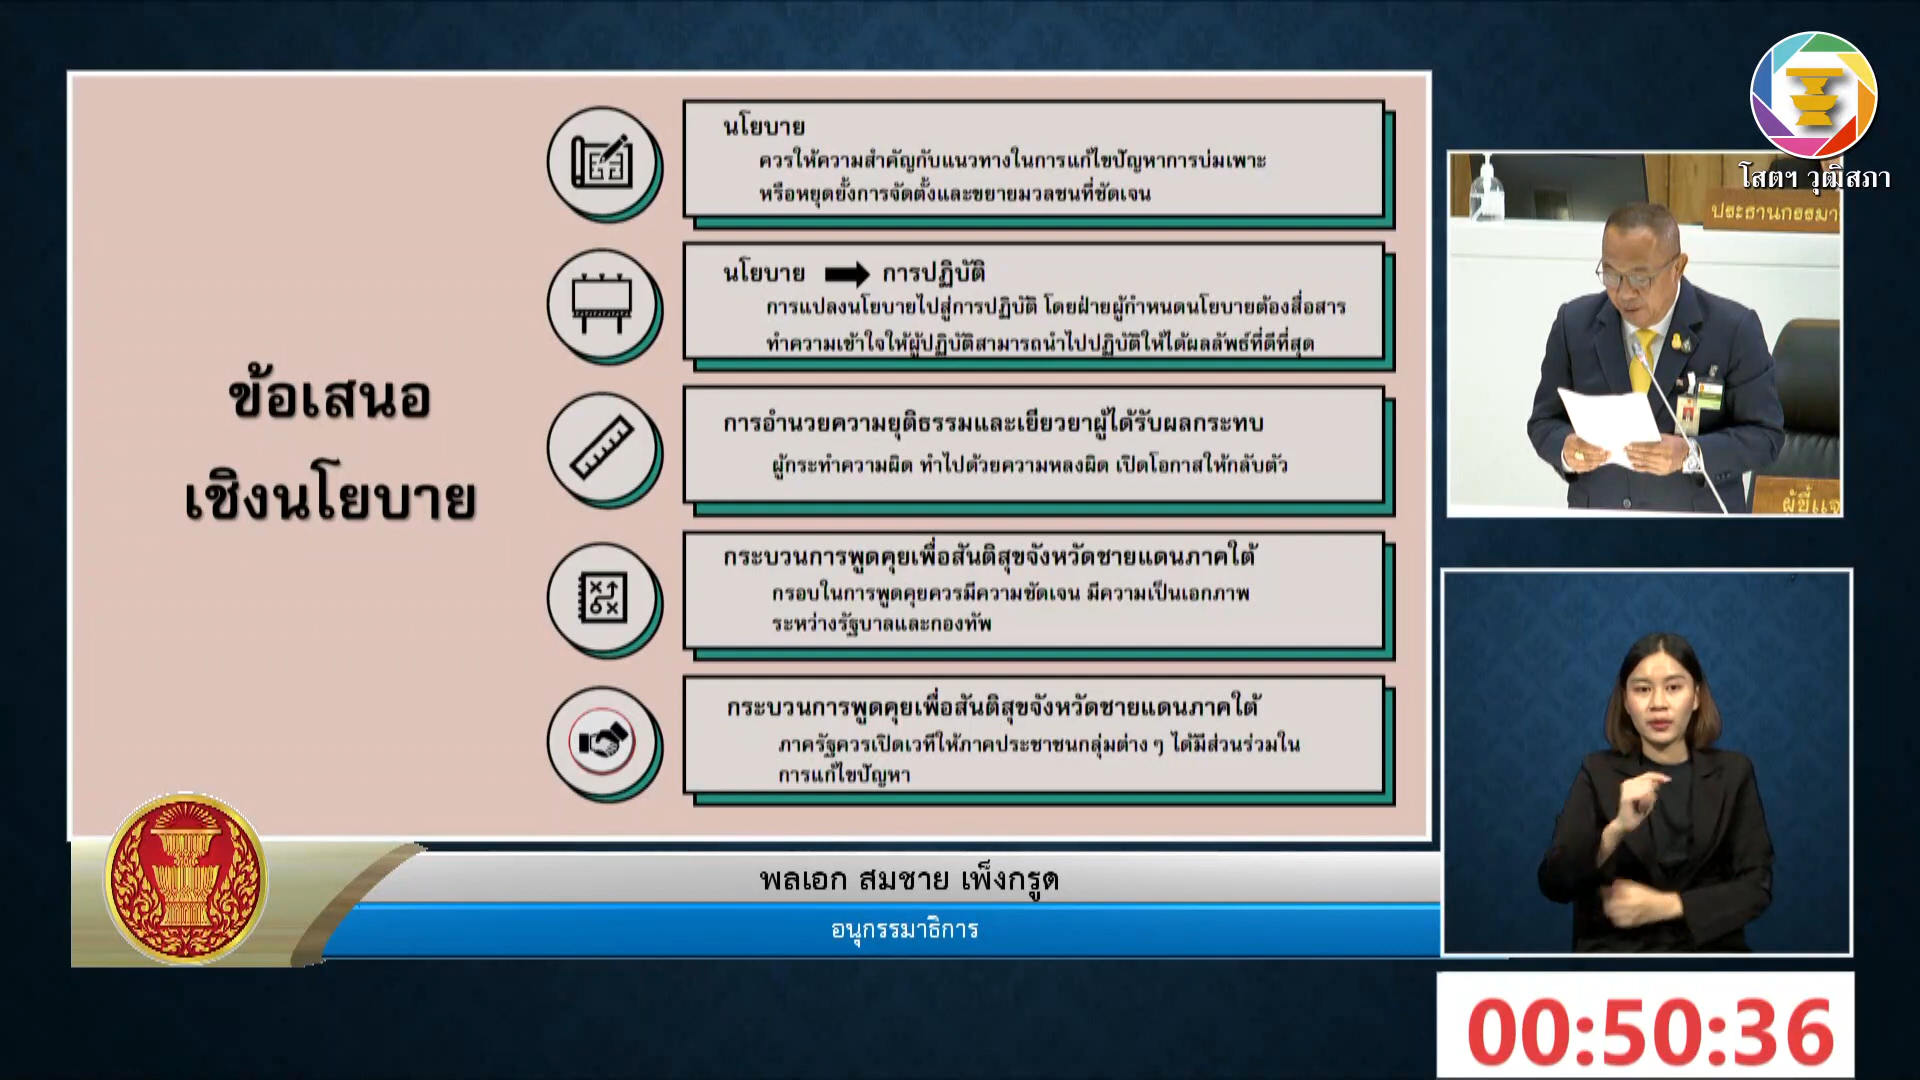 ข้อเสนอ
เชิงนโยบาย
นโยบาย
ควรให้ความสำคัญกับแนวทางในการแก้ไขปัญหาการบ่มเพาะ
หรือหยุดยั้งการจัดตั้งและขยายมวลชนที่ชัดเจน
นโยบาย การปฏิบัติ
การแปลงนโยบายไปสู่การปฏิบัติ โดยฝ่ายผู้กำหนดนโยบายต้องสื่อสาร
ทำความเข้าใจให้ผู้ปฏิบัติสามารถนำไปปฏิบัติให้ได้ผลลัพธ์ที่ดีที่สุด
การอำนวยความยุติธรรมและเยียวยาผู้ได้รับผลกระทบ
ผู้กระทำความผิด ทำไปด้วยความหลงผิด เปิดโอกาสให้กลับตัว
กระบวนการพูดคุยเพื่อสันติสุขจังหวัดชายแดนภาคใต้
กรอบในการพูดคุยควรมีความชัดเจน มีความเป็นเอกภาพ
ระหว่างรัฐบาลและกองทัพ
กระบวนการพูดคุยเพื่อสันติสุขจังหวัดชายแดนภาคใต้
ภาครัฐควรเปิดเวทีให้ภาคประชาชนกลุ่มต่าง ๆ ได้มีส่วนร่วมใน
การแก้ไขปัญหา
โสตฯ วุฒิสภา
ประธานกรรมา
ผู้ชี้แจ
พลเอก สมชาย เพ็งกรูด
อนุกรรมาธิการ
00:50:36